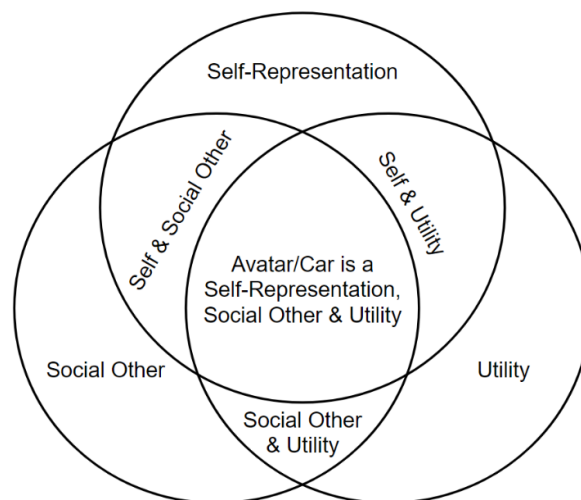 Self-Representation
Self & Social Other
Self & Utility
Avatar/Car is a
Self-Representation,
Social Other & Utility
Social Other
Utility
Social Other
& Utility